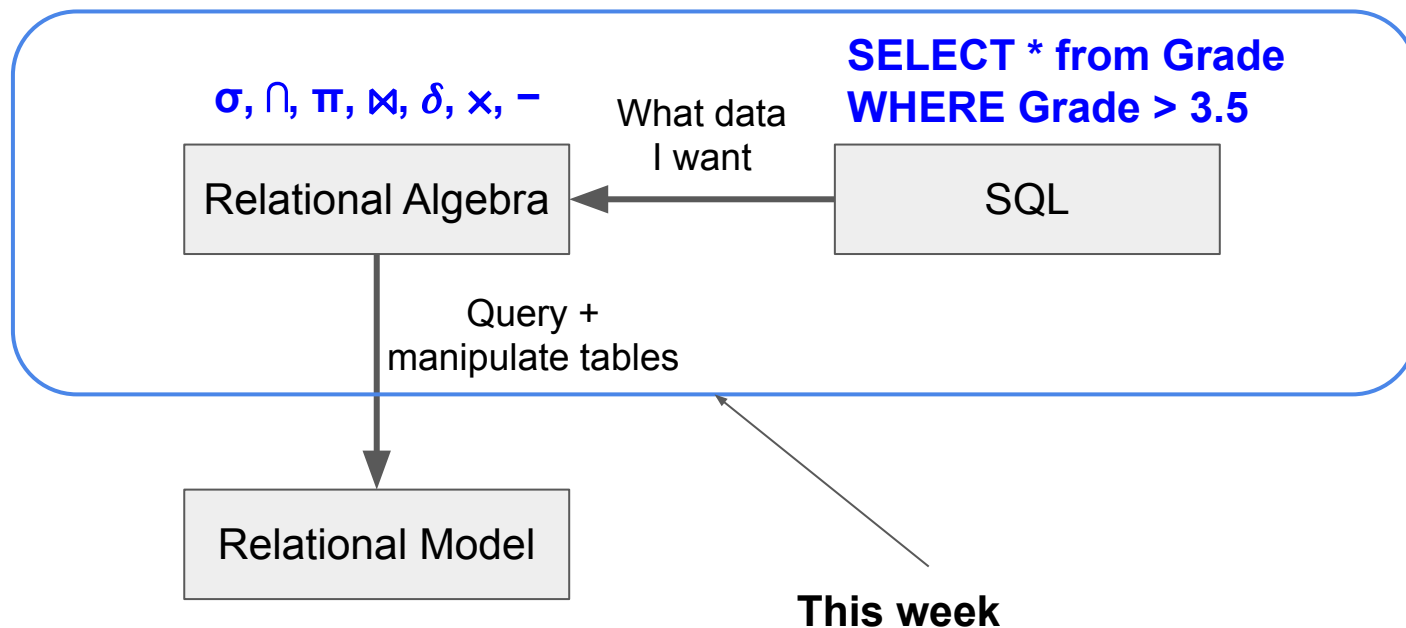 SELECT * from Grade
WHERE Grade > 3.5
σ, ∩, π, ⋈, δ, ×, −
What data
I want
Relational Algebra
SQL
Query +
manipulate tables
Relational Model
This week